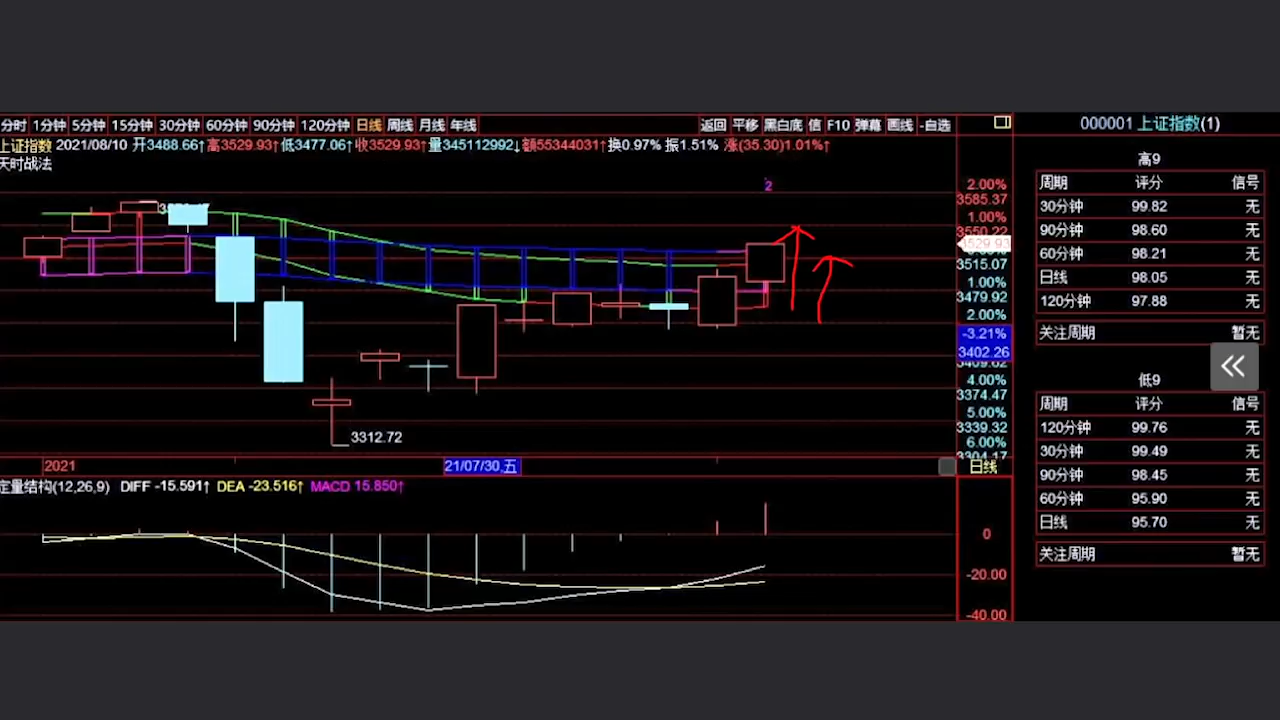 分时 1分钟 5分钟 15分钟 30分钟 60分钟 90分钟 120分钟 日线 周线 月线 年线 返回 平移 黑白底 信 F10 弹幕 画线 -自选
上证指数 2021/08/10 开3488.66↑ 高3529.93↑ 低3477.06↑ 收3529.93↑ 量345112992↓ 额55344031↑ 换0.97% 振1.51% 涨(35.30)1.01%↑
天时战法
2
3312.72
2.00%
3585.37
1.00%
3550.22
3529.93
3515.07
1.00%
3479.92
2.00%
-3.21%
3402.26
3409.62
4.00%
3374.47
5.00%
3339.32
6.00%
3304.17
2021 21/07/30,五 日线
定量结构(12,26,9) DIFF -15.591↑ DEA -23.516↑ MACD 15.850↑
0
-20.00
-40.00
000001 上证指数(1)
高9
周期 评分 信号
30分钟 99.82 无
90分钟 98.60 无
60分钟 98.21 无
日线 98.05 无
120分钟 97.88 无
关注周期 暂无
低9
周期 评分 信号
120分钟 99.76 无
30分钟 99.49 无
90分钟 98.45 无
60分钟 95.90 无
日线 95.70 无
关注周期 暂无